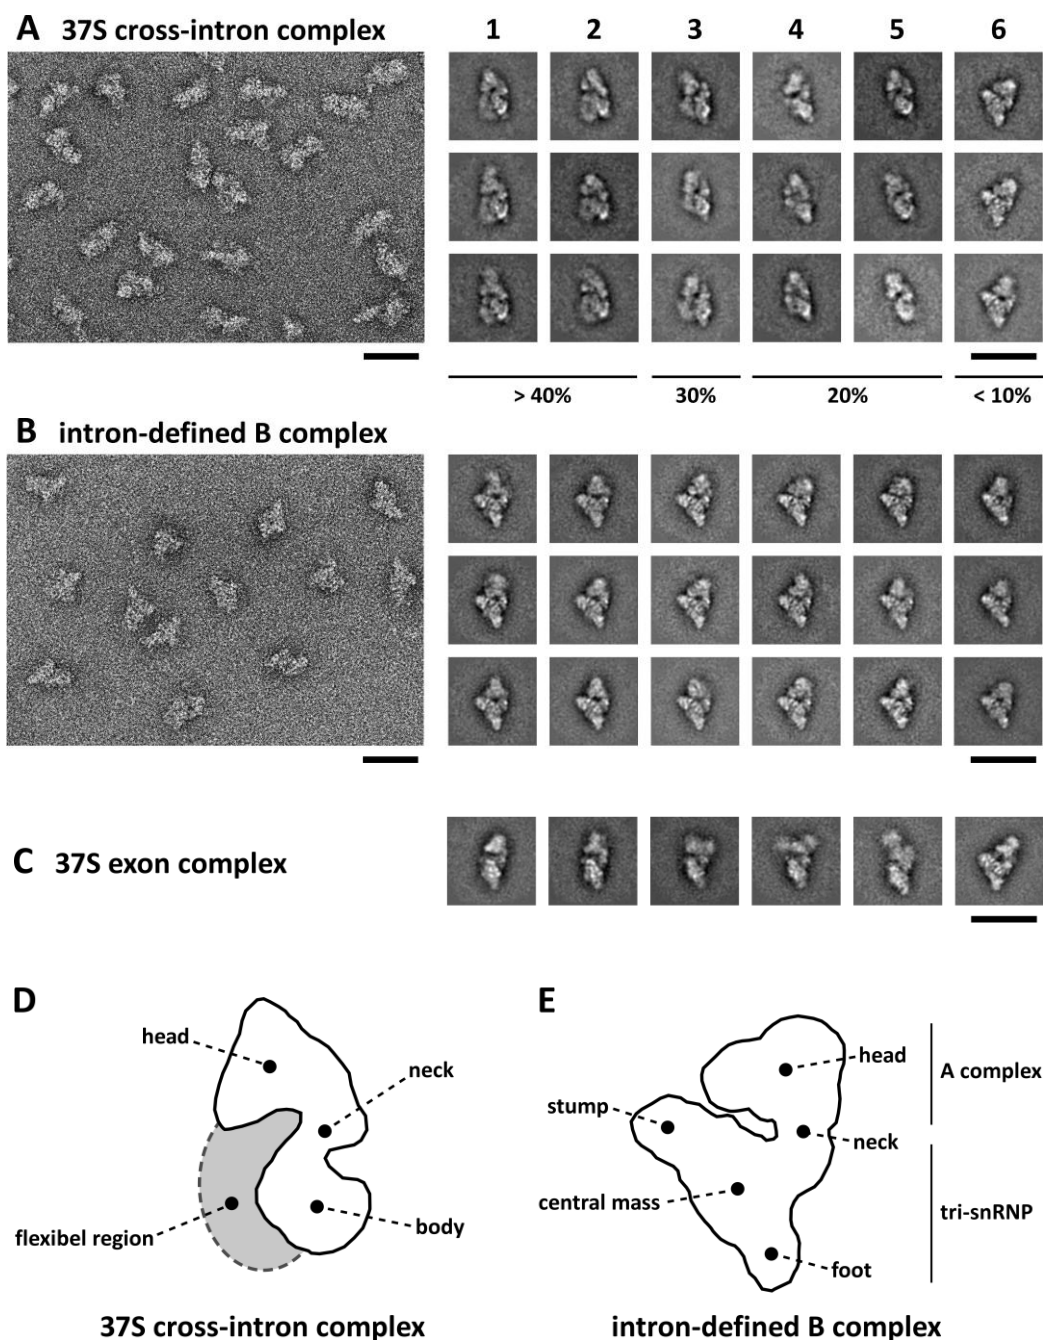 A 37S cross-intron complex
1 2 3 4 5 6
> 40% 30% 20% < 10%
B intron-defined B complex
C 37S exon complex
D
head
neck
flexibel region
body
37S cross-intron complex
E
head
A complex
stump
neck
central mass
tri-snRNP
foot
intron-defined B complex